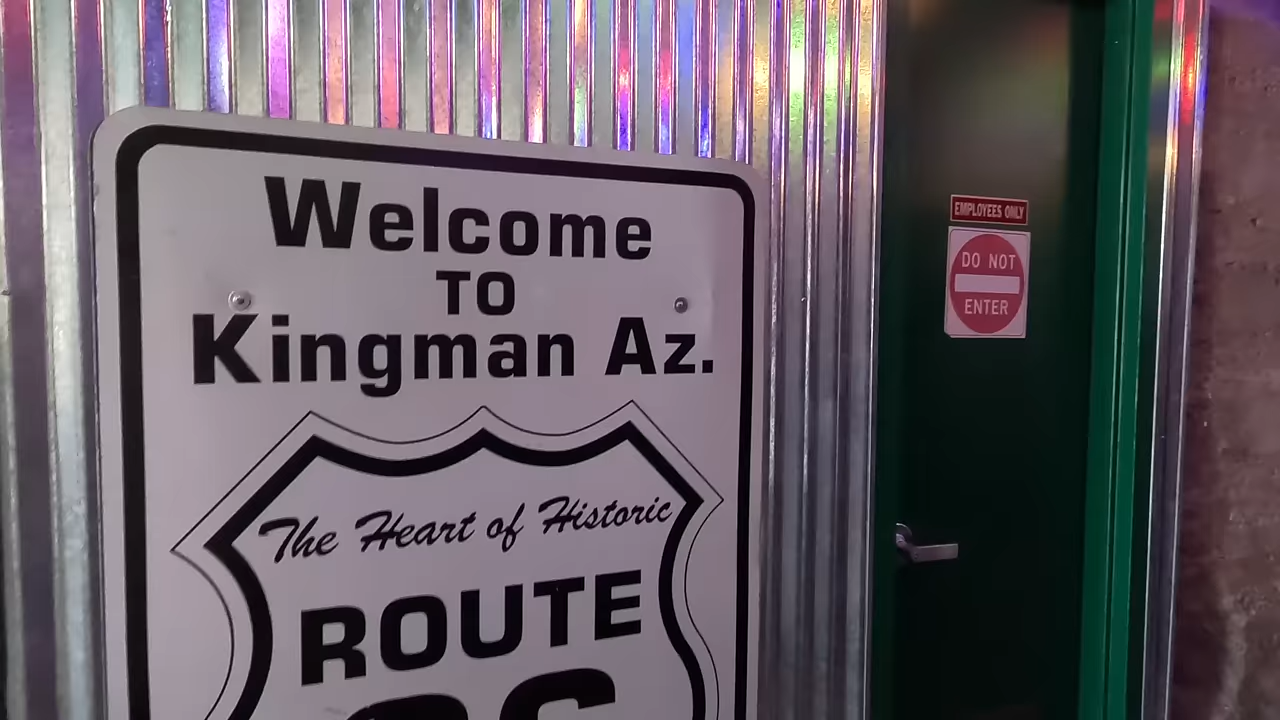 Welcome
TO
Kingman Az.
The Heart of Historic
ROUTE
EMPLOYEES ONLY
DO NOT
ENTER